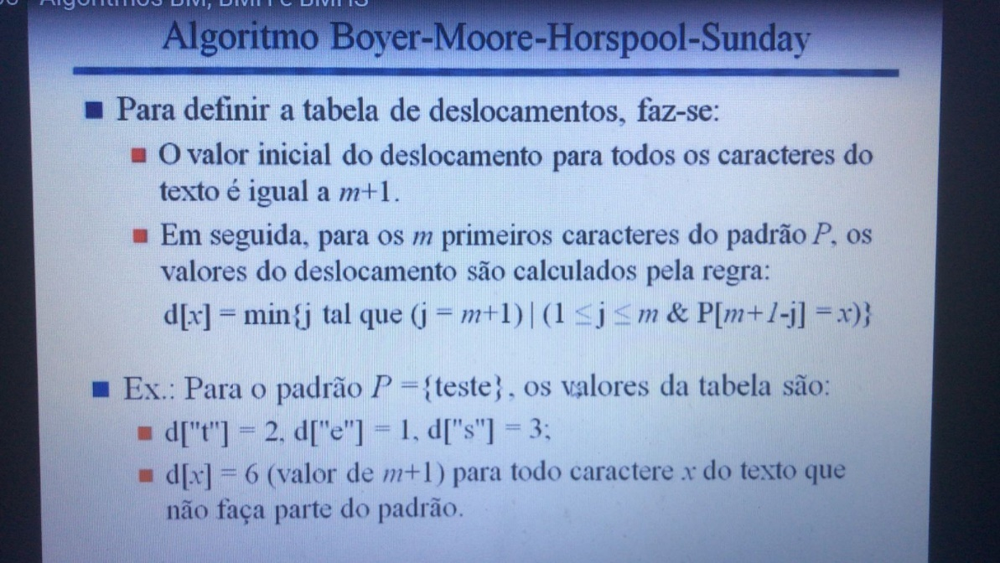 Algoritmos BM, BMH e BMHS
Algoritmo Boyer-Moore-Horspool-Sunday
Para definir a tabela de deslocamentos, faz-se:
O valor inicial do deslocamento para todos os caracteres do
texto é igual a m+1.
Em seguida, para os m primeiros caracteres do padrão P, os
valores do deslocamento são calculados pela regra:
d[x] = min{j tal que (j = m+1) | (1 ≤ j ≤ m & P[m+1-j] = x)}
Ex.: Para o padrão P ={teste}, os valores da tabela são:
d["t"] = 2, d["e"] = 1, d["s"] = 3;
d[x] = 6 (valor de m+1) para todo caractere x do texto que
não faça parte do padrão.